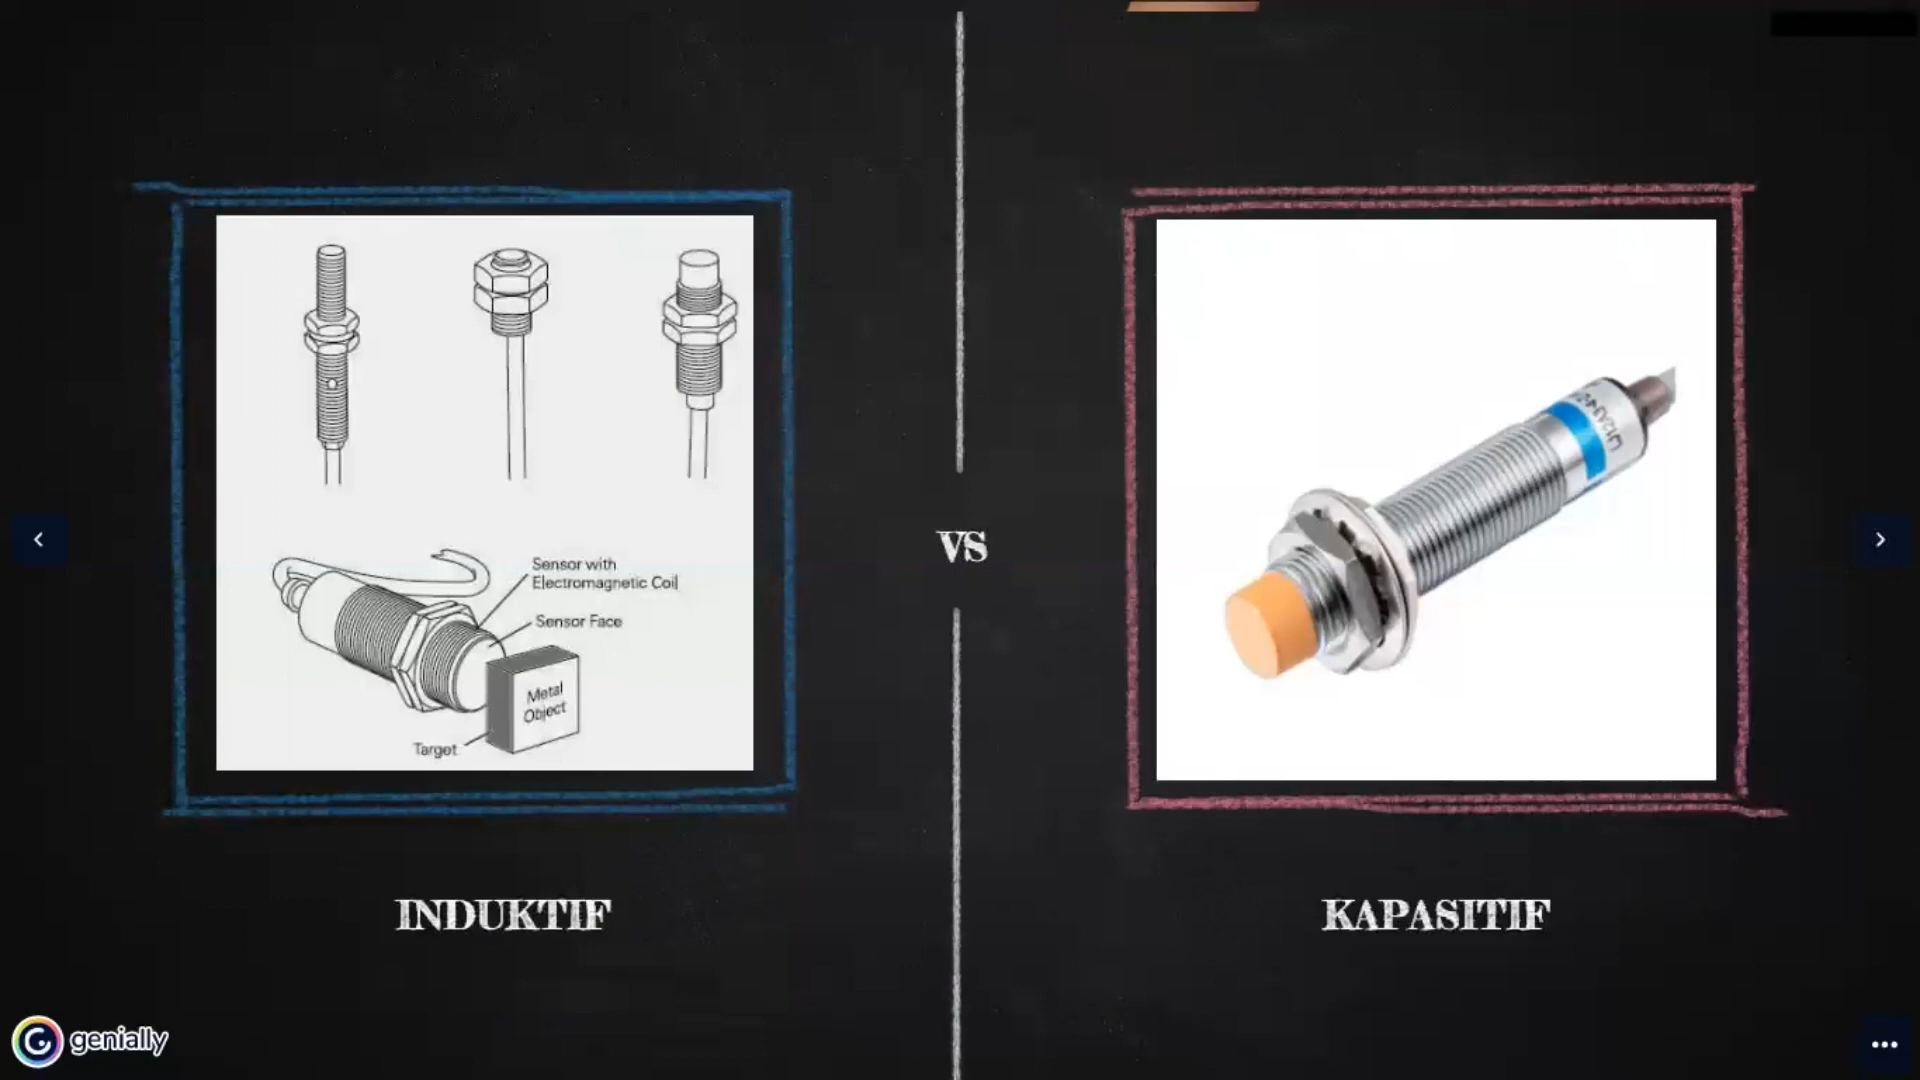 Sensor with
Electromagnetic Coil
Sensor Face
Metal
Object
Target
VS
INDUKTIF
KAPASITIF
genially